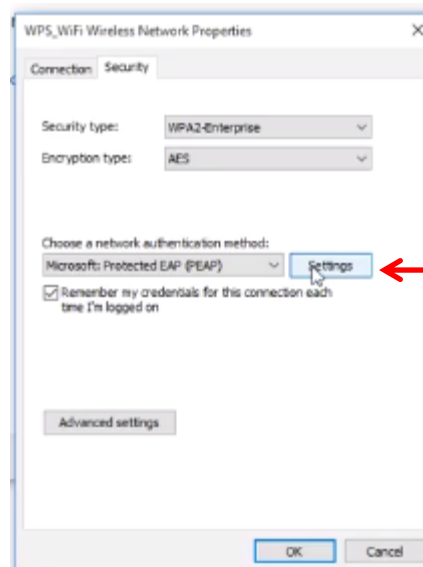 WPS_WiFi Wireless Network Properties
Connection Security
Security type: WPA2-Enterprise
Encryption type: AES
Choose a network authentication method:
Microsoft: Protected EAP (PEAP) Settings
Remember my credentials for this connection each
time I'm logged on
Advanced settings
OK Cancel